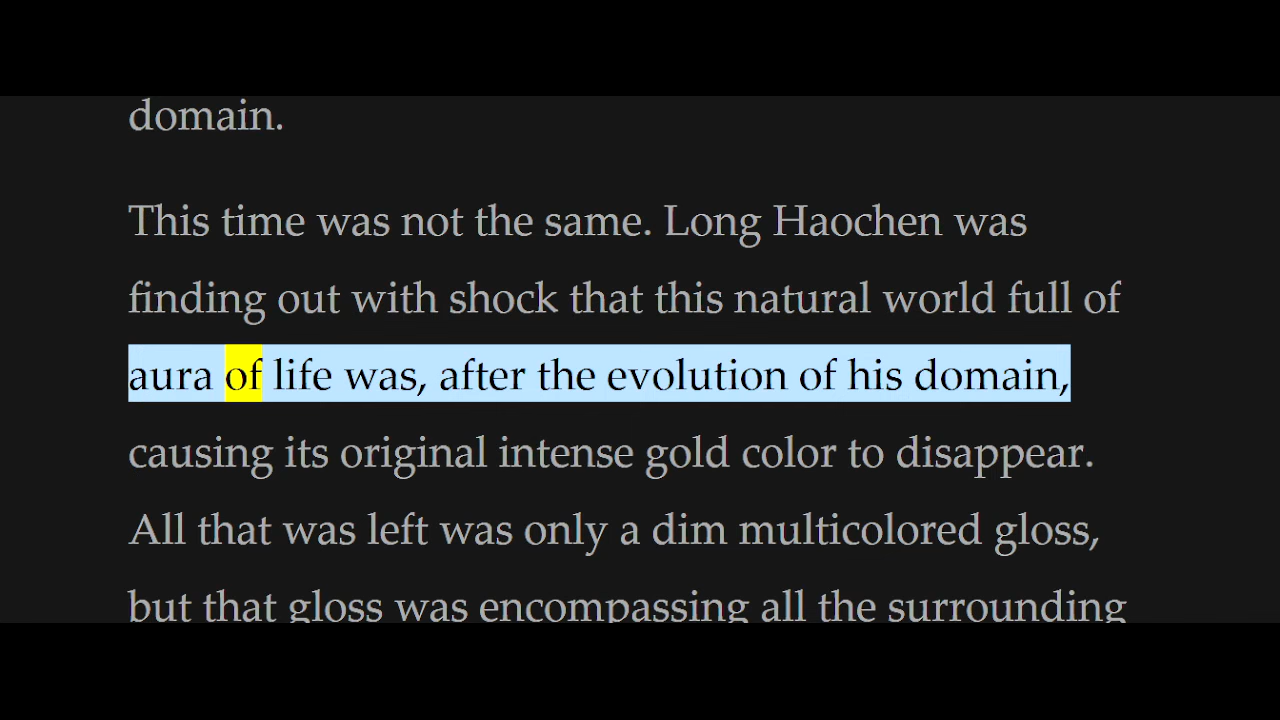 domain.
This time was not the same. Long Haochen was
finding out with shock that this natural world full of
aura of life was, after the evolution of his domain,
causing its original intense gold color to disappear.
All that was left was only a dim multicolored gloss,
but that gloss was encompassing all the surrounding